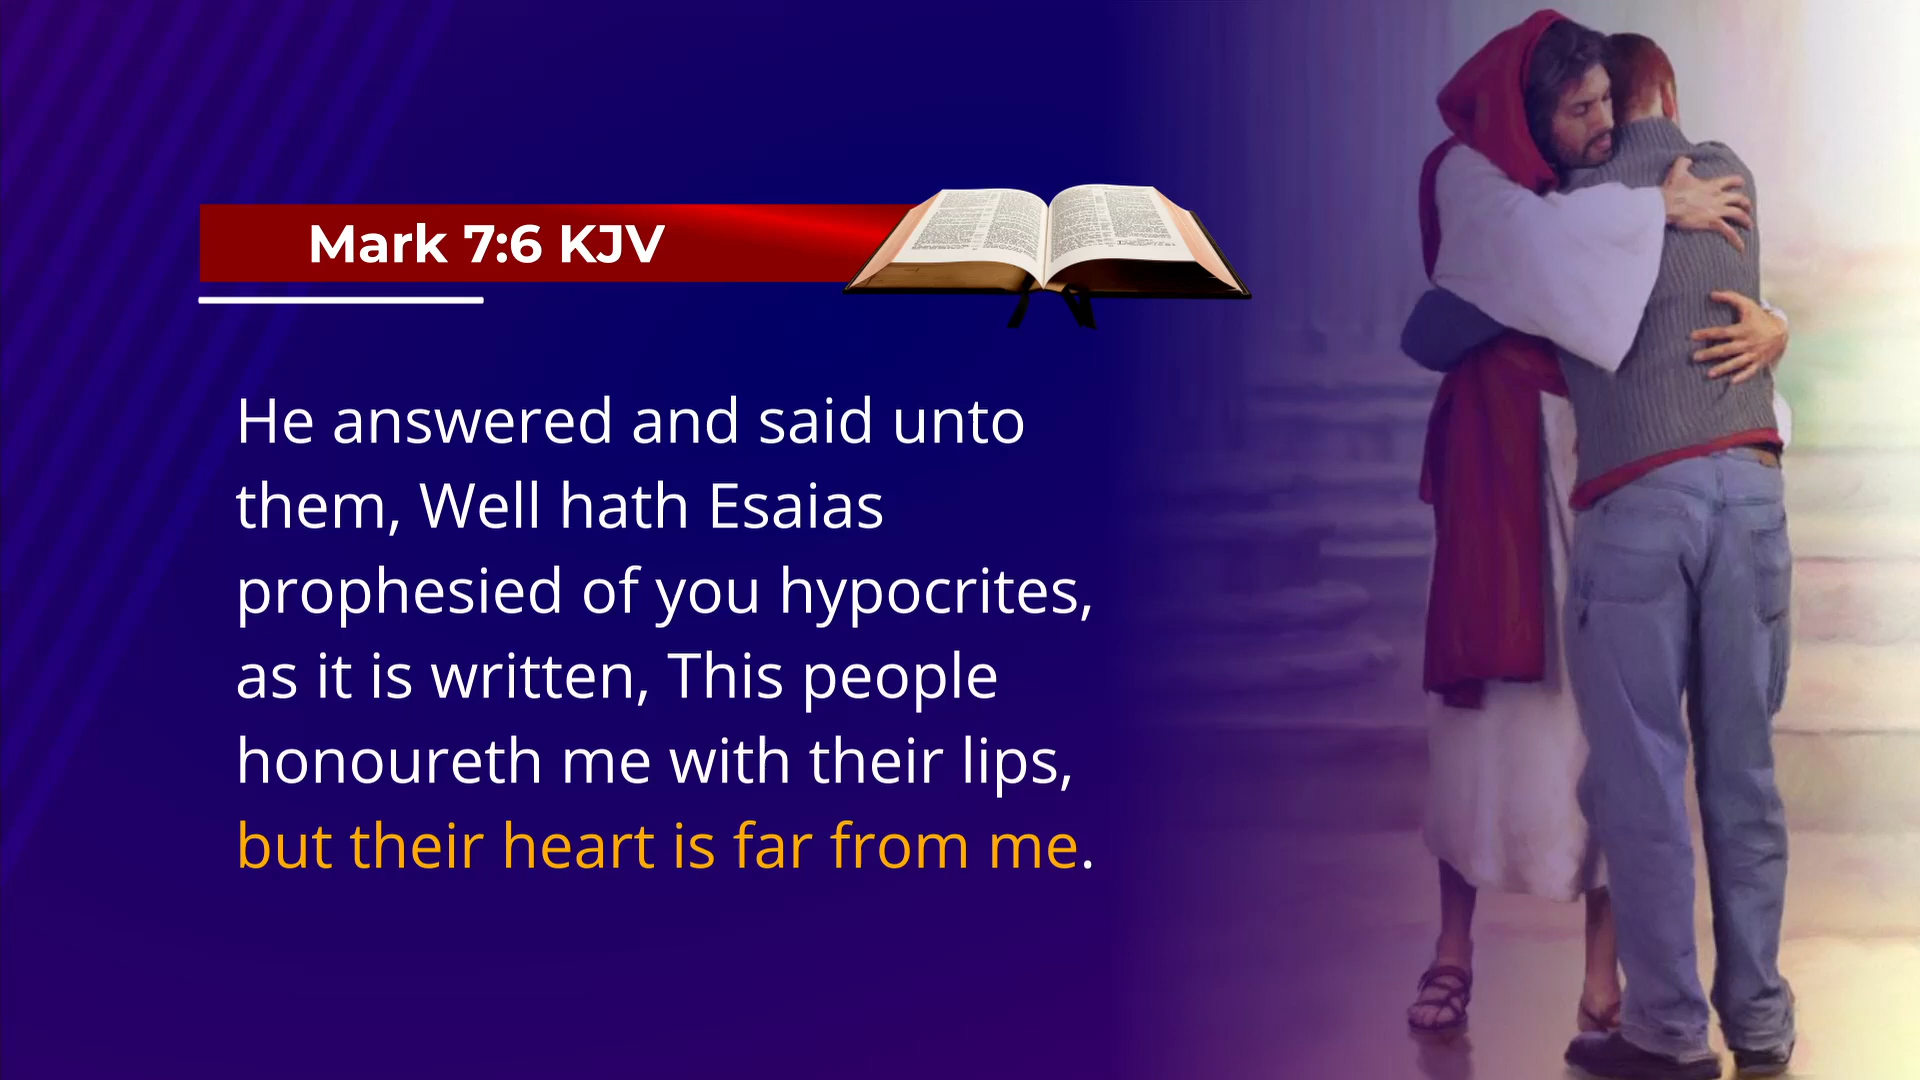 Mark 7:6 KJV
He answered and said unto
them, Well hath Esaias
prophesied of you hypocrites,
as it is written, This people
honoureth me with their lips,
but their heart is far from me.